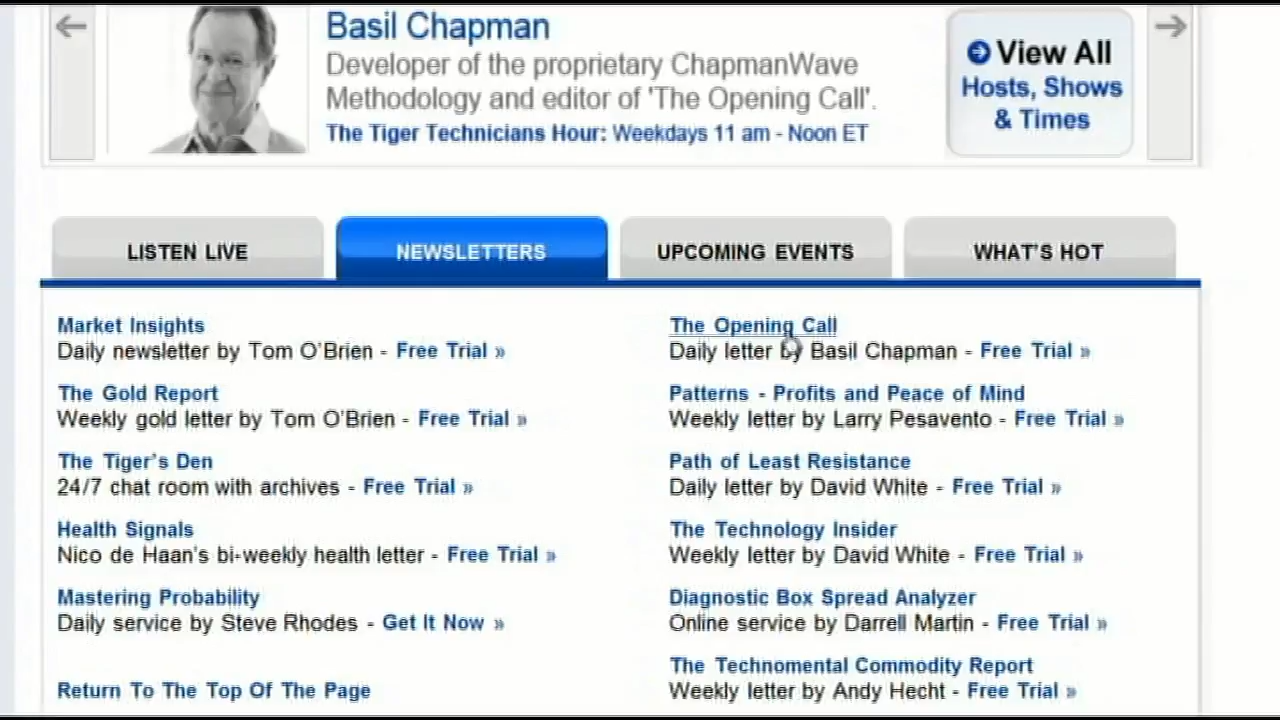 Basil Chapman
Developer of the proprietary ChapmanWave
Methodology and editor of 'The Opening Call'.
The Tiger Technicians Hour: Weekdays 11 am - Noon ET
View All
Hosts, Shows
& Times
LISTEN LIVE
NEWSLETTERS
UPCOMING EVENTS
WHAT'S HOT
Market Insights
Daily newsletter by Tom O'Brien - Free Trial »
The Gold Report
Weekly gold letter by Tom O'Brien - Free Trial »
The Tiger's Den
24/7 chat room with archives - Free Trial »
Health Signals
Nico de Haan's bi-weekly health letter - Free Trial »
Mastering Probability
Daily service by Steve Rhodes - Get It Now »
Return To The Top Of The Page
The Opening Call
Daily letter by Basil Chapman - Free Trial »
Patterns - Profits and Peace of Mind
Weekly letter by Larry Pesavento - Free Trial »
Path of Least Resistance
Daily letter by David White - Free Trial »
The Technology Insider
Weekly letter by David White - Free Trial »
Diagnostic Box Spread Analyzer
Online service by Darrell Martin - Free Trial »
The Technomental Commodity Report
Weekly letter by Andy Hecht - Free Trial »